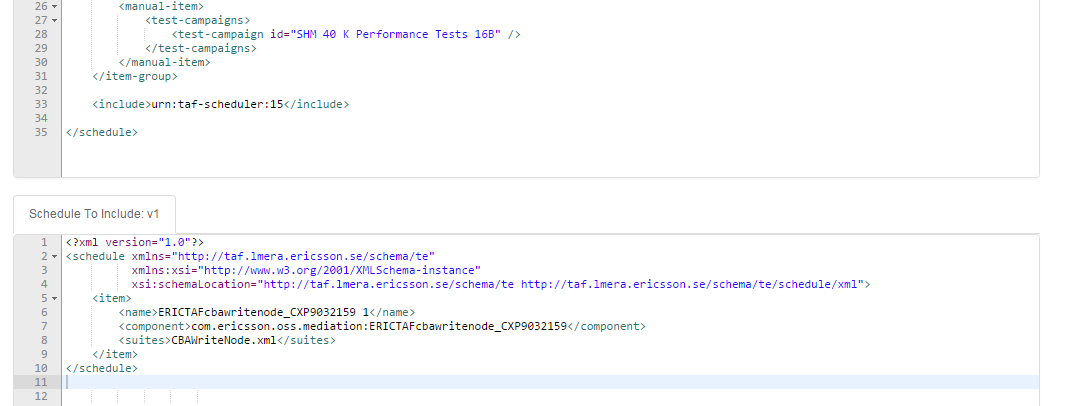 26 <manual-item>
27 <test-campaigns>
28 <test-campaign id="SHM 40 K Performance Tests 16B" />
29 </test-campaigns>
30 </manual-item>
31 </item-group>
32
33 <include>urn:taf-scheduler:15</include>
34
35 </schedule>
Schedule To Include: v1
1 <?xml version="1.0"?>
2 <schedule xmlns="http://taf.lmera.ericsson.se/schema/te"
3 xmlns:xsi="http://www.w3.org/2001/XMLSchema-instance"
4 xsi:schemaLocation="http://taf.lmera.ericsson.se/schema/te http://taf.lmera.ericsson.se/schema/te/schedule/xml">
5 <item>
6 <name>ERICTAFcbawritenode_CXP9032159 1</name>
7 <component>com.ericsson.oss.mediation:ERICTAFcbawritenode_CXP9032159</component>
8 <suites>CBAWriteNode.xml</suites>
9 </item>
10 </schedule>
11
12